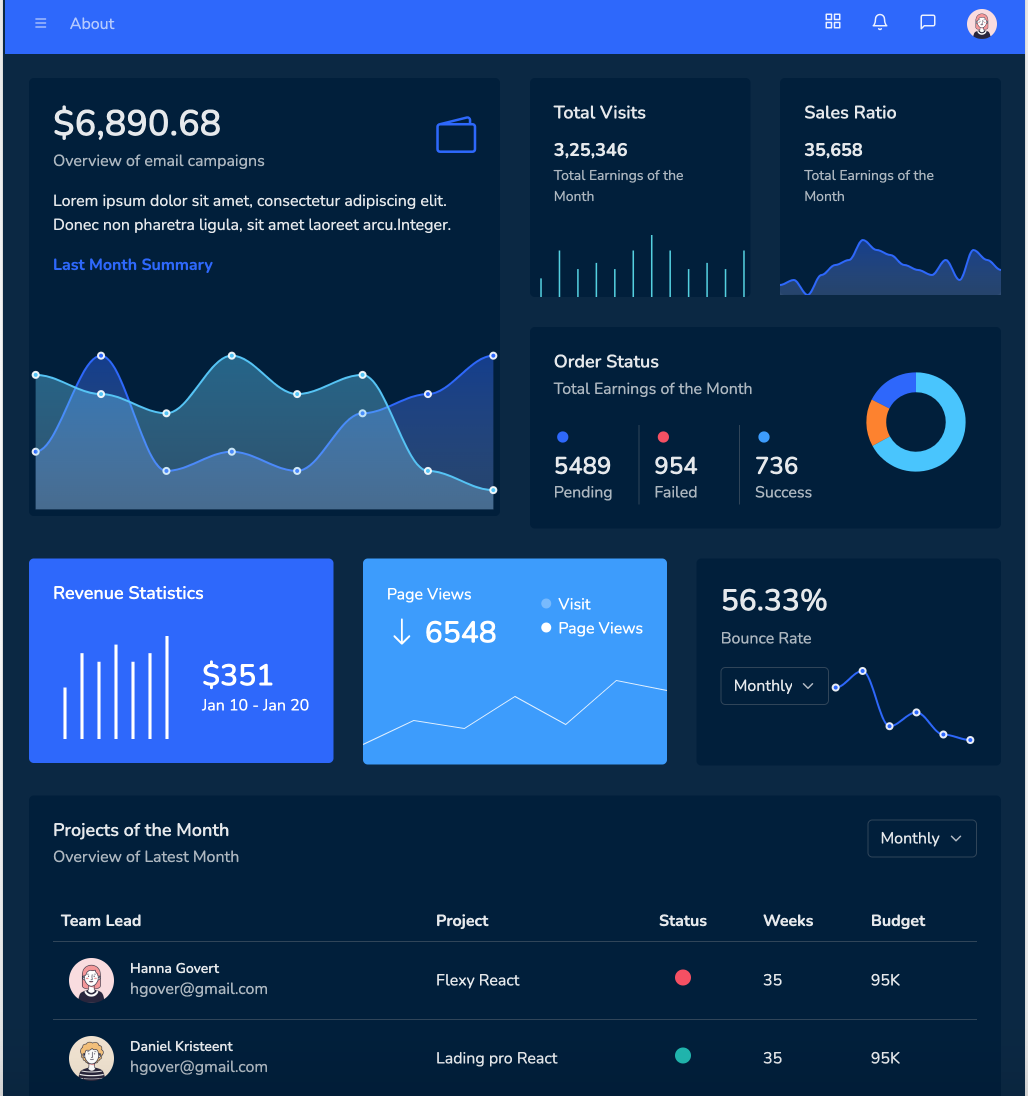 About
$6,890.68
Overview of email campaigns
Lorem ipsum dolor sit amet, consectetur adipiscing elit.
Donec non pharetra ligula, sit amet laoreet arcu.Integer.
Last Month Summary
Total Visits
3,25,346
Total Earnings of the
Month
Sales Ratio
35,658
Total Earnings of the
Month
Order Status
Total Earnings of the Month
5489
Pending
954
Failed
736
Success
Revenue Statistics
$351
Jan 10 - Jan 20
Page Views
6548
Visit
Page Views
56.33%
Bounce Rate
Monthly
Projects of the Month
Overview of Latest Month
Monthly
Team Lead Project Status Weeks Budget
Hanna Govert
hgover@gmail.com
Flexy React 35 95K
Daniel Kristeent
hgover@gmail.com
Lading pro React 35 95K